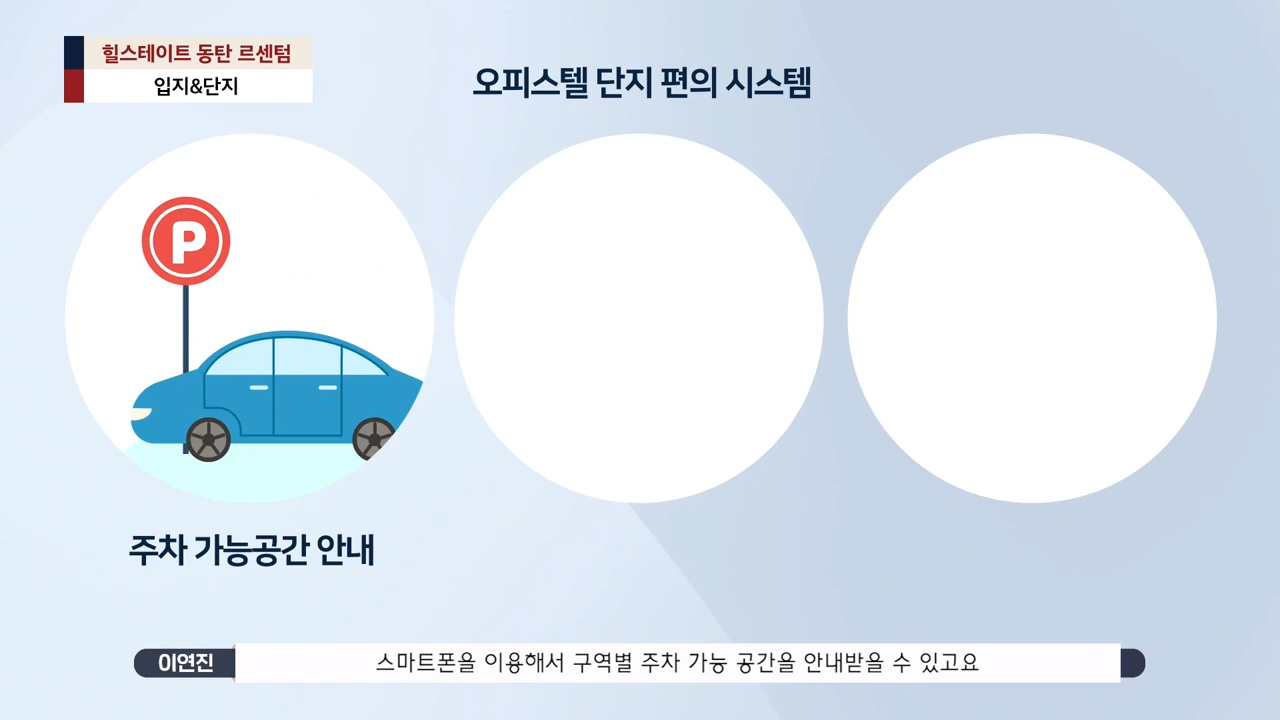 힐스테이트 동탄 르센텀
입지&단지
오피스텔 단지 편의 시스템
P
주차 가능공간 안내
이연진
스마트폰을 이용해서 구역별 주차 가능 공간을 안내받을 수 있고요